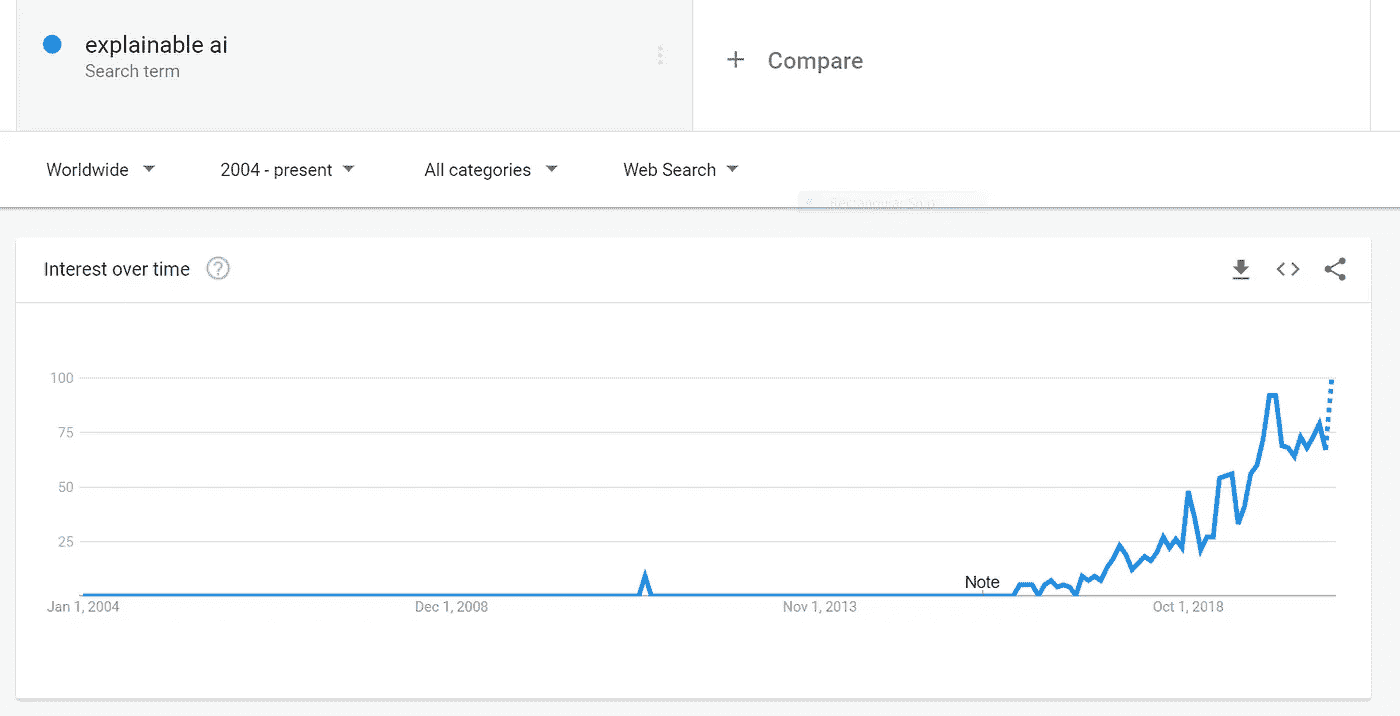 explainable ai
Search term
+ Compare
Worldwide
2004 - present
All categories
Web Search
Interest over time ?
100
75
50
25
Note
Jan 1, 2004
Dec 1, 2008
Nov 1, 2013
Oct 1, 2018